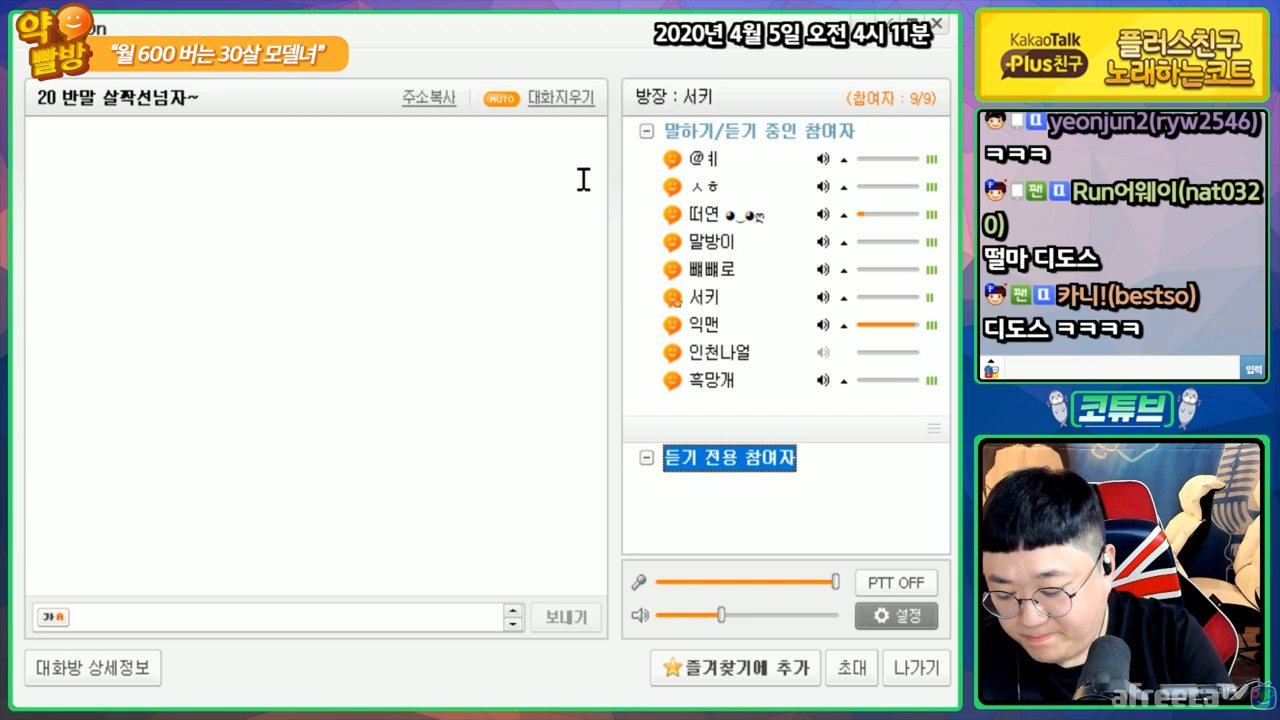 약빨방
"월 600 버는 30살 모델녀"
2020년 4월 5일 오전 4시 11분
20 반말 살짝선넘자~
주소복사
AUTO 대화지우기
방장 : 서키
(참여자 : 9/9)
말하기/듣기 중인 참여자
@ㅖ
ㅅㅎ
떠연
말방이
뺴뺴로
서키
익맨
인천나얼
흑망개
듣기 전용 참여자
PTT OFF
설정
가A
보내기
대화방 상세정보
즐겨찾기에 추가
초대
나가기
KakaoTalk
Plus친구
플러스친구
노래하는코트
yeonjun2(ryw2546)
ㅋㅋㅋ
팬 Run어웨이(nat032
0)
떨마 디도스
팬 카니!(bestso)
디도스 ㅋㅋㅋㅋ
입력
코튜브
afreecaTV